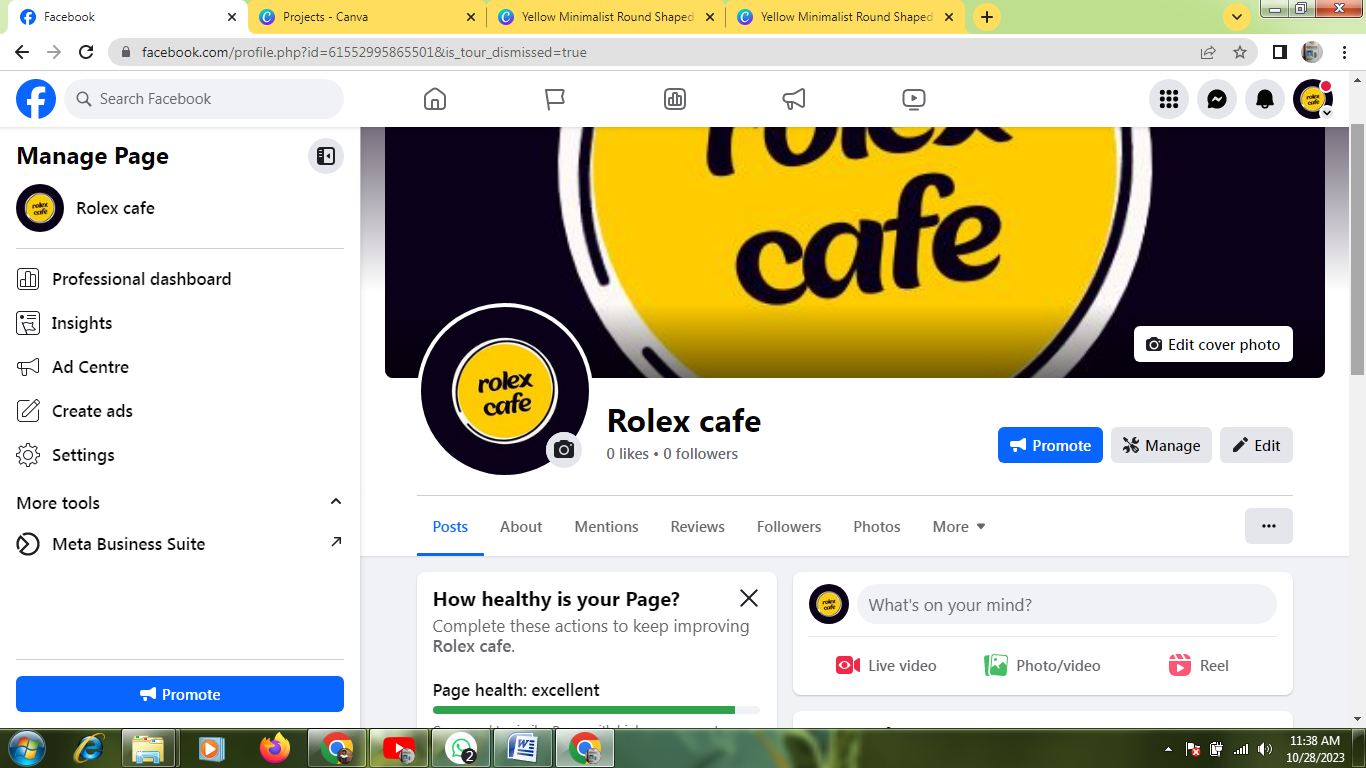 Facebook
Projects - Canva
Yellow Minimalist Round Shaped
Yellow Minimalist Round Shaped
facebook.com/profile.php?id=61552995865501&is_tour_dismissed=true
Search Facebook
Manage Page
Rolex cafe
Professional dashboard
Insights
Ad Centre
Create ads
Settings
More tools
Meta Business Suite
Promote
rolex
cafe
Edit cover photo
rolex
cafe
Rolex cafe
0 likes • 0 followers
Promote
Manage
Edit
Posts
About
Mentions
Reviews
Followers
Photos
More
How healthy is your Page?
Complete these actions to keep improving
Rolex cafe.
Page health: excellent
What's on your mind?
Live video
Photo/video
Reel
2
11:38 AM
10/28/2023